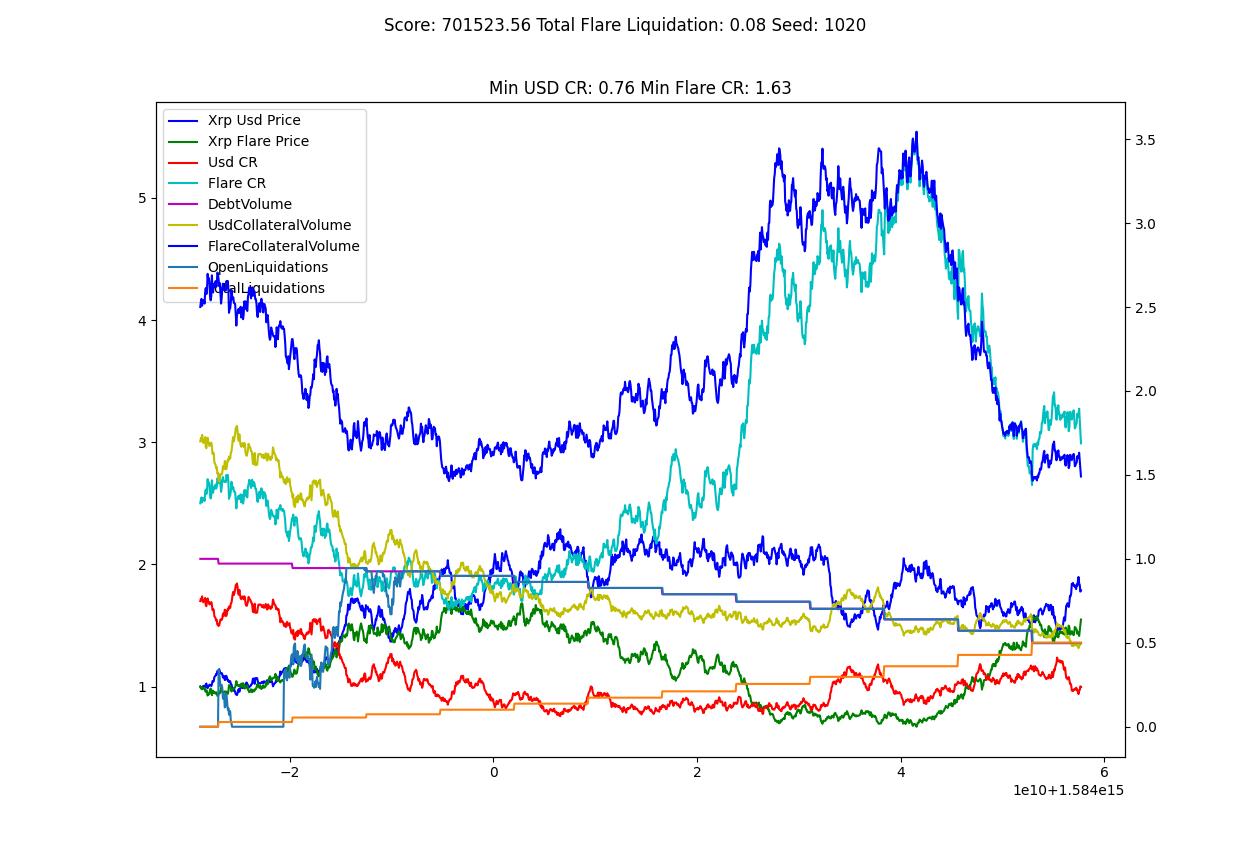 Score: 701523.56 Total Flare Liquidation: 0.08 Seed: 1020
Min USD CR: 0.76 Min Flare CR: 1.63
Xrp Usd Price
Xrp Flare Price
Usd CR
Flare CR
DebtVolume
UsdCollateralVolume
FlareCollateralVolume
OpenLiquidations
TotalLiquidations
5
4
3
2
1
3.5
3.0
2.5
2.0
1.5
1.0
0.5
0.0
−2
0
2
4
6
1e10+1.584e15